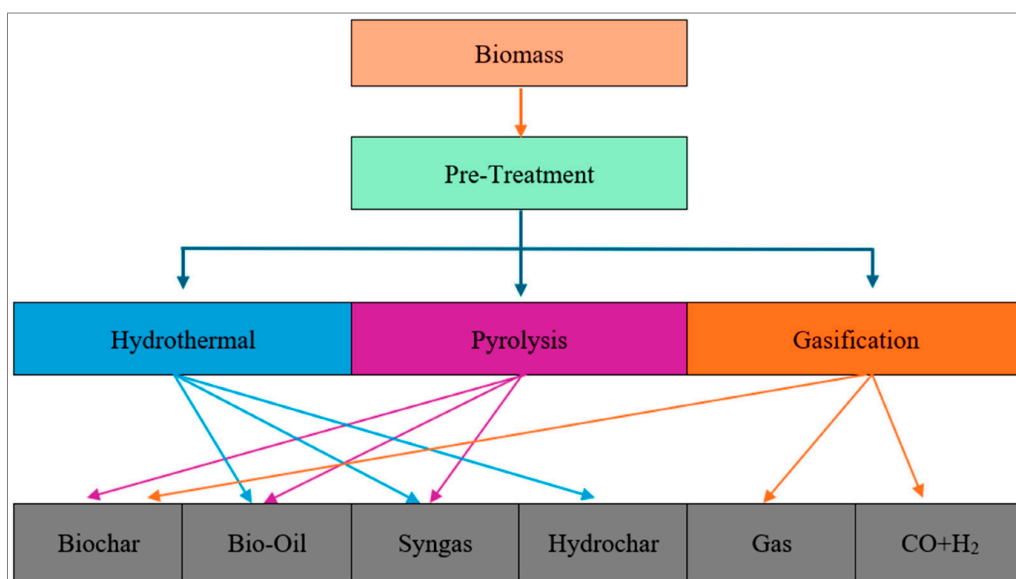 Biomass
Pre-Treatment
Hydrothermal Pyrolysis Gasification
Biochar Bio-Oil Syngas Hydrochar Gas CO+H₂